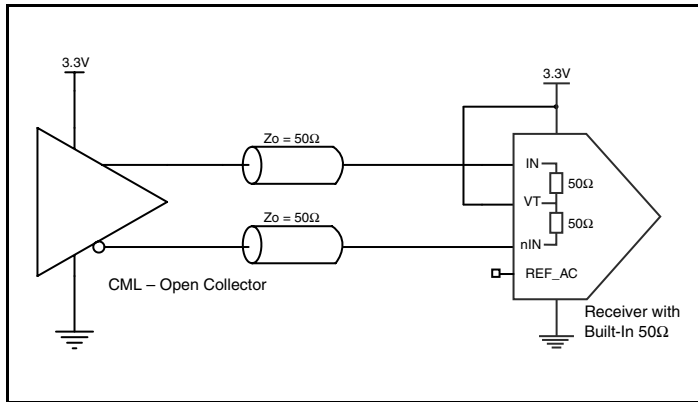 3.3V
3.3V
Zo = 50Ω
IN
50Ω
VT
Zo = 50Ω
50Ω
nIN
REF_AC
CML – Open Collector
Receiver with
Built-In 50Ω